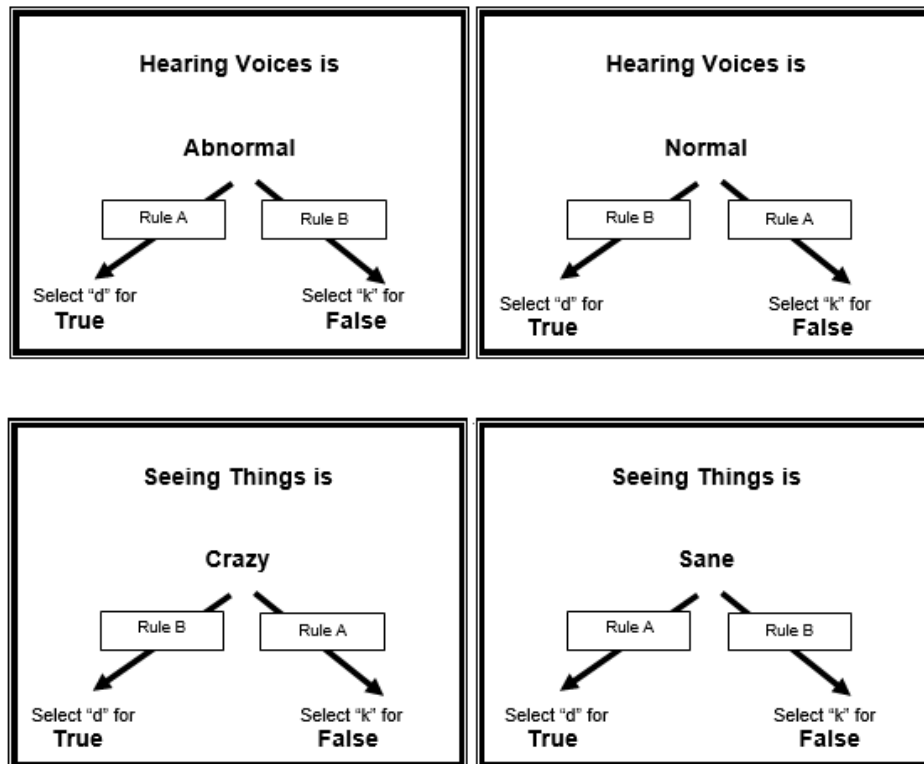 Hearing Voices is
Abnormal
Rule A
Rule B
Select “d” for
True
Select “k” for
False
Hearing Voices is
Normal
Rule B
Rule A
Select “d” for
True
Select “k” for
False
Seeing Things is
Crazy
Rule B
Rule A
Select “d” for
True
Select “k” for
False
Seeing Things is
Sane
Rule A
Rule B
Select “d” for
True
Select “k” for
False